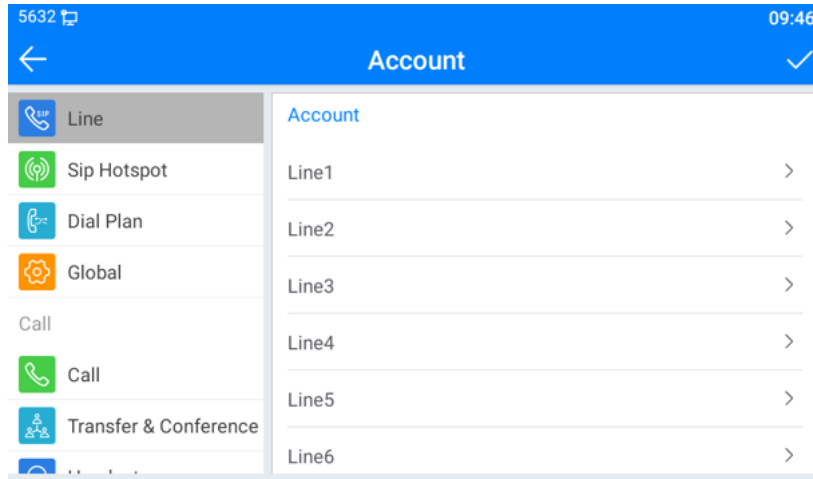 5632
09:46
Account
Line
Sip Hotspot
Dial Plan
Global
Call
Call
Transfer & Conference
Account
Line1
Line2
Line3
Line4
Line5
Line6